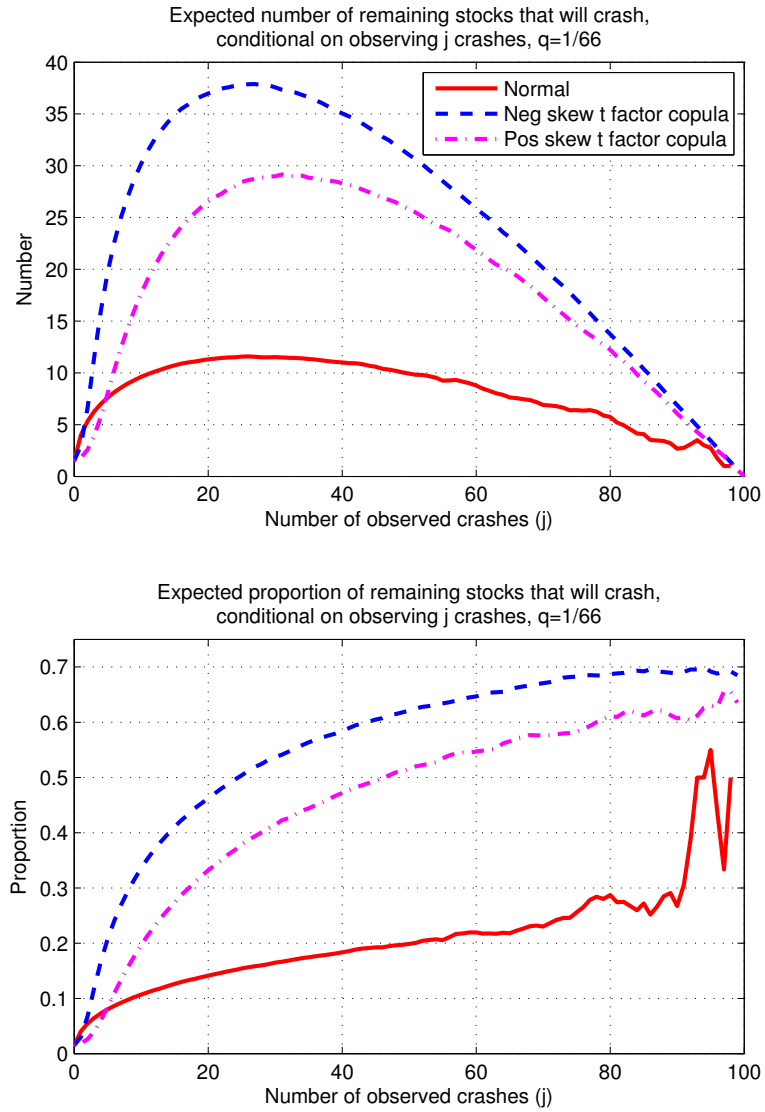 Expected number of remaining stocks that will crash,
conditional on observing j crashes, q=1/66
40
35
30
25
20
15
10
5
0
Number
Normal
Neg skew t factor copula
Pos skew t factor copula
0 20 40 60 80 100
Number of observed crashes (j)
Expected proportion of remaining stocks that will crash,
conditional on observing j crashes, q=1/66
0.7
0.6
0.5
0.4
0.3
0.2
0.1
0
Proportion
0 20 40 60 80 100
Number of observed crashes (j)